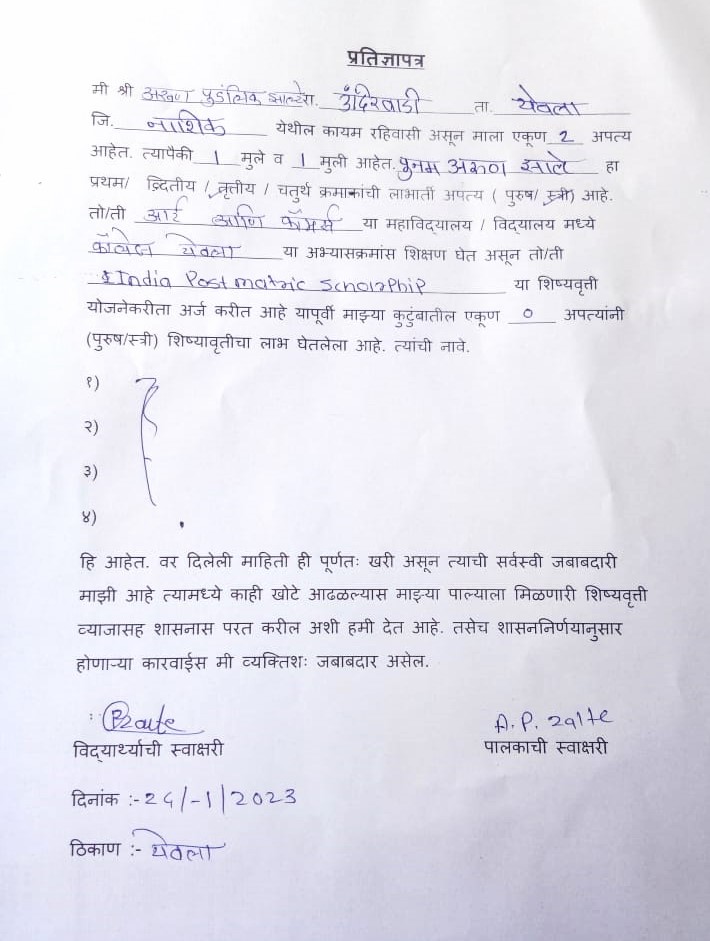 प्रतिज्ञापत्र
मी श्री अरुण पुडंलिक झाल्टे रा. उंदिरवाडी ता. येवला
जि. नाशिक येथील कायम रहिवासी असून माला एकूण 2 अपत्य
आहेत. त्यापैकी 1 मुले व 1 मुली आहेत. पुनम अरुण झाल्टे हा
प्रथम/ द्वितीय / तृत्तीय / चतुर्थ क्रमाकांची लाभार्ती अपत्य ( पुरुष/ स्त्री) आहे.
तो/ती आर्ट आणि कॉमर्स या महाविद्यालय / विद्यालय मध्ये
कॉलेज येवला या अभ्यासक्रमांस शिक्षण घेत असून तो/ती
India Post matric Scholrphip या शिष्यवृत्ती
योजनेकरीता अर्ज करीत आहे यापूर्वी माझ्या कुटुंबातील एकूण 0 अपत्यांनी
(पुरुष/स्त्री) शिष्यावृतीचा लाभ घेतलेला आहे. त्यांची नावे.
१)
२)
३)
४)
हि आहेत. वर दिलेली माहिती ही पूर्णतः खरी असून त्याची सर्वस्वी जबाबदारी
माझी आहे त्यामध्ये काही खोटे आढळल्यास माझ्या पाल्याला मिळणारी शिष्यवृत्ती
व्याजासह शासनास परत करील अशी हमी देत आहे. तसेच शासननिर्णयानुसार
होणाऱ्या कारवाईस मी व्यक्तिशः जबाबदार असेल.
A. P. zalte
विद्यार्थ्याची स्वाक्षरी पालकाची स्वाक्षरी
दिनांक :- 24/-1/2023
ठिकाण :- येवला